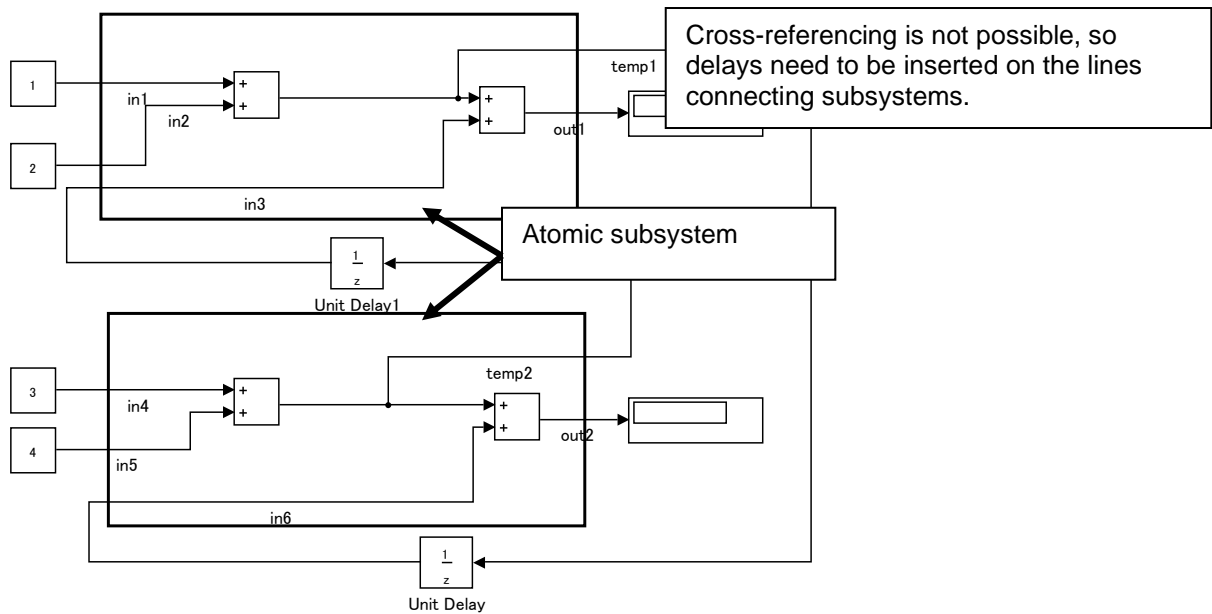 Cross-referencing is not possible, so
delays need to be inserted on the lines
connecting subsystems.
temp1
1
+
in1
+
+
in2
+
out1
2
in3
Atomic subsystem
1
z
Unit Delay1
temp2
3
+
in4
+
+
+
out2
4
in5
in6
1
z
Unit Delay